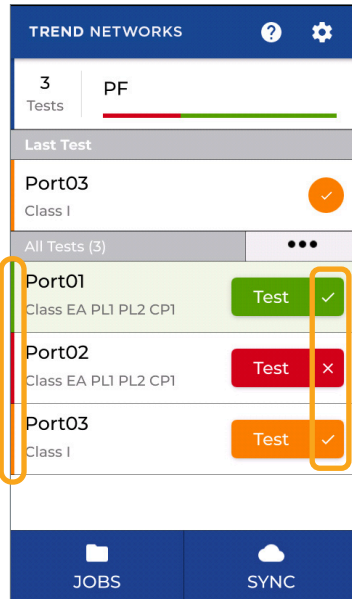 TREND NETWORKS
3
Tests
PF
Last Test
Port03
Class I
All Tests (3)
Port01
Class EA PL1 PL2 CP1
Test
Port02
Class EA PL1 PL2 CP1
Test
Port03
Class I
Test
JOBS
SYNC